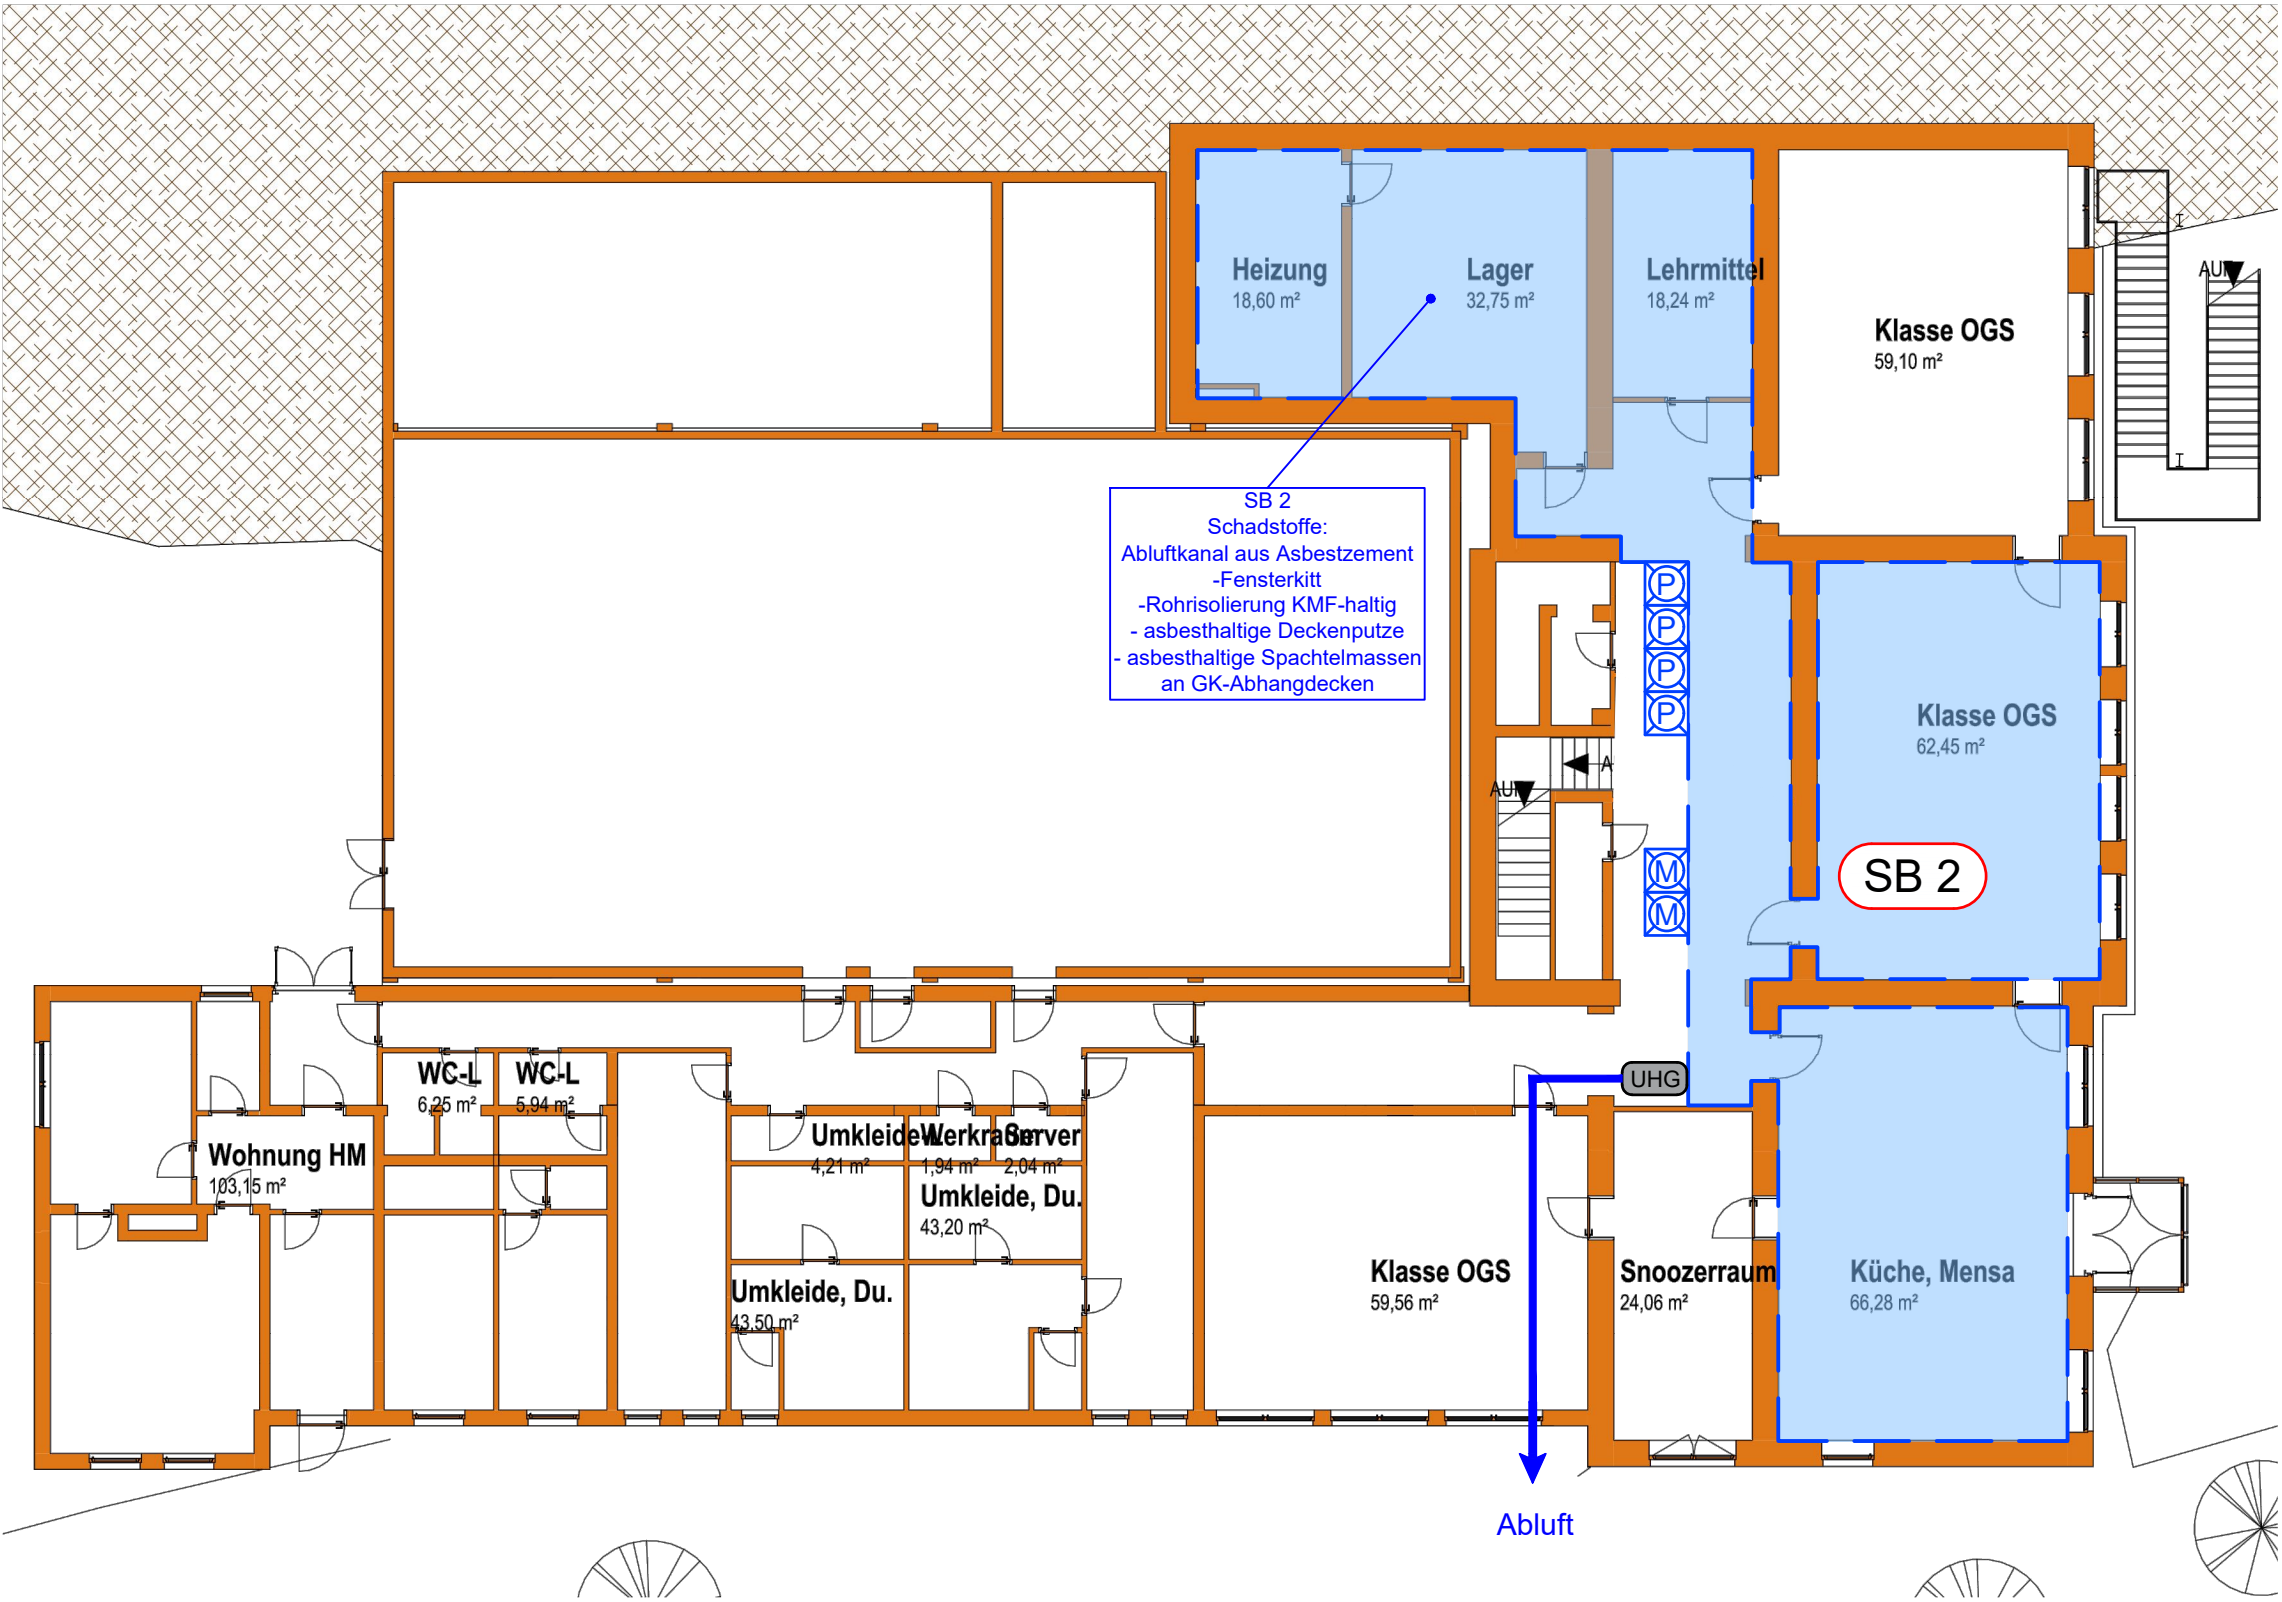 Heizung
18,60 m²
Lager
32,75 m²
Lehrmittel
18,24 m²
Klasse OGS
59,10 m²
SB 2
Schadstoffe:
Abluftkanal aus Asbestzement
-Fensterkitt
-Rohrisolierung KMF-haltig
- asbesthaltige Deckenputze
- asbesthaltige Spachtelmassen
an GK-Abhangdecken
P
P
P
P
Klasse OGS
62,45 m²
A
SB 2
M
M
UHG
WC-L
6,25 m²
WC-L
5,94 m²
Wohnung HM
103,15 m²
4,21 m²
1,94 m²
Server
2,04 m²
Umkleide, Du.
43,20 m²
Umkleide, Du.
43,50 m²
Klasse OGS
59,56 m²
Snoozerraum
24,06 m²
Küche, Mensa
66,28 m²
Abluft